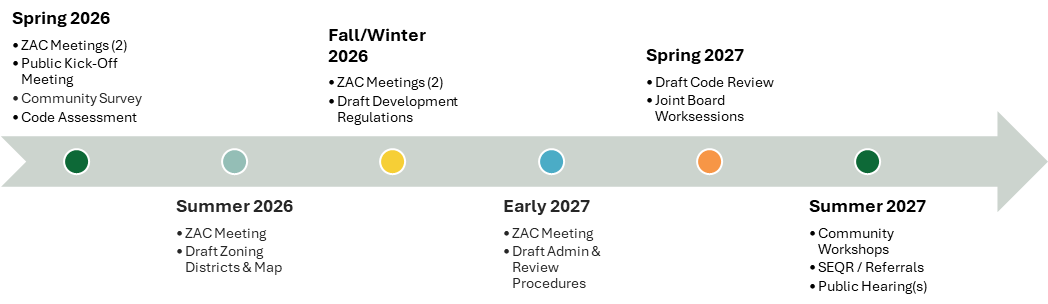 Spring 2026
• ZAC Meetings (2)
• Public Kick-Off
Meeting
• Community Survey
• Code Assessment
Summer 2026
• ZAC Meeting
• Draft Zoning
Districts & Map
Fall/Winter
2026
• ZAC Meetings (2)
• Draft Development
Regulations
Early 2027
• ZAC Meeting
• Draft Admin &
Review
Procedures
Spring 2027
• Draft Code Review
• Joint Board
Worksessions
Summer 2027
• Community
Workshops
• SEQR / Referrals
• Public Hearing(s)